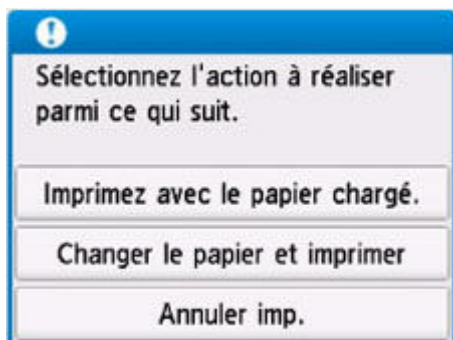 Sélectionnez l'action à réaliser
parmi ce qui suit.
Imprimez avec le papier chargé.
Changer le papier et imprimer
Annuler imp.